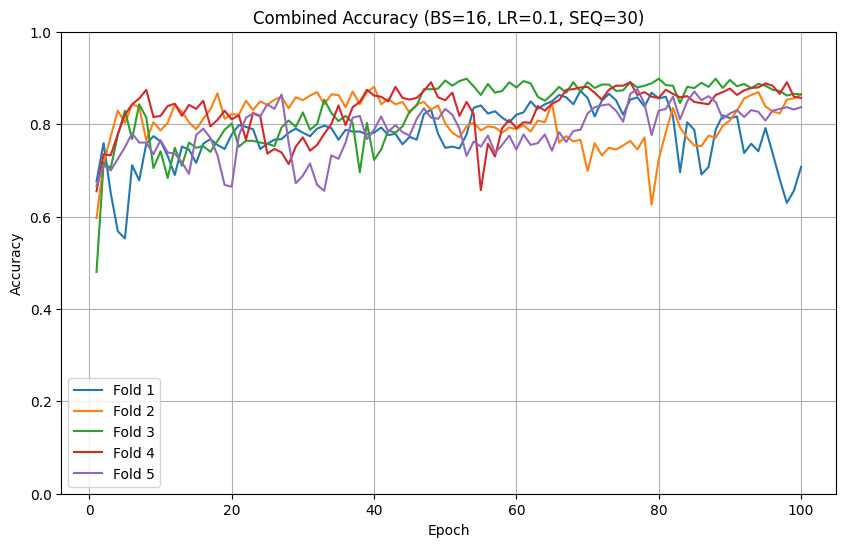 Combined Accuracy (BS=16, LR=0.1, SEQ=30)
Accuracy
1.0
0.8
0.6
0.4
0.2
0.0
Fold 1
Fold 2
Fold 3
Fold 4
Fold 5
0 20 40 60 80 100
Epoch